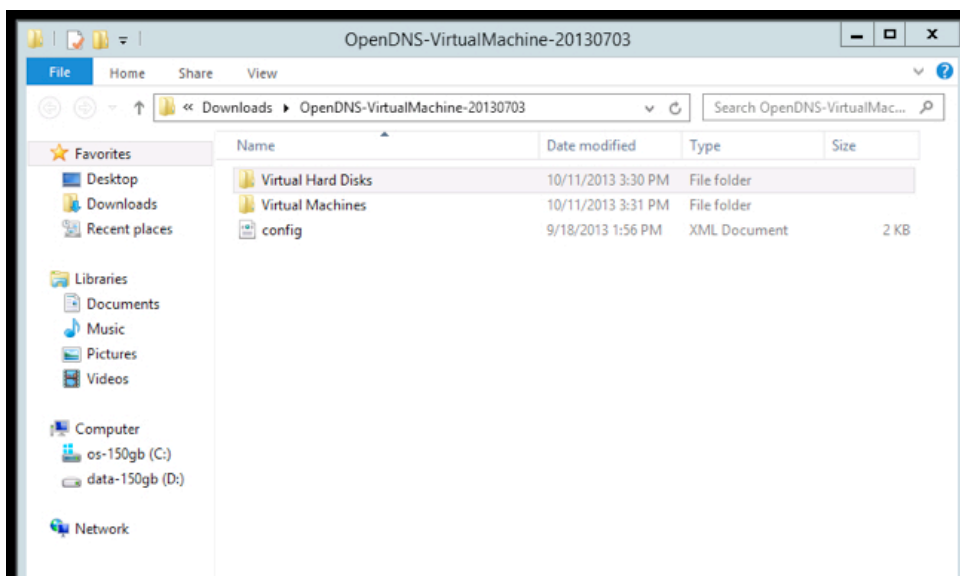 OpenDNS-VirtualMachine-20130703
File Home Share View
« Downloads OpenDNS-VirtualMachine-20130703 Search OpenDNS-VirtualMac...
Name Date modified Type Size
Favorites
Desktop
Downloads
Recent places
Libraries
Documents
Music
Pictures
Videos
Computer
os-150gb (C:)
data-150gb (D:)
Network
Virtual Hard Disks 10/11/2013 3:30 PM File folder
Virtual Machines 10/11/2013 3:31 PM File folder
config 9/18/2013 1:56 PM XML Document 2 KB